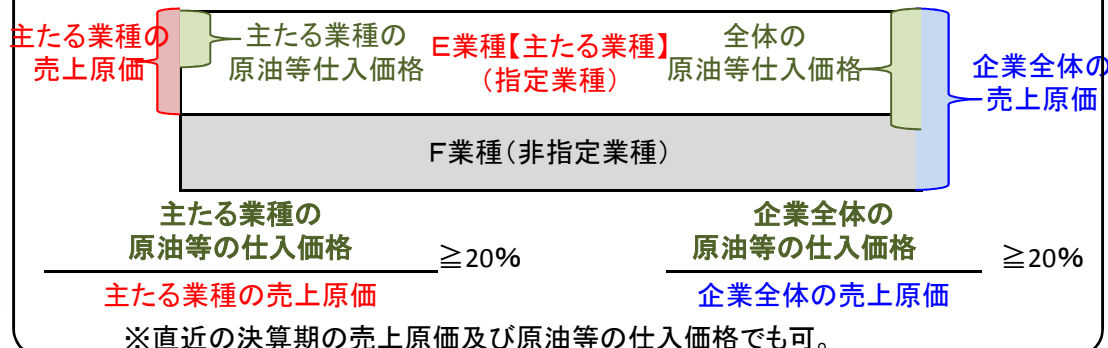 主たる業種の
売上原価
主たる業種の
原油等仕入価格
E業種【主たる業種】
(指定業種)
全体の
原油等仕入価格
企業全体の
売上原価
F業種(非指定業種)
主たる業種の
原油等の仕入価格
主たる業種の売上原価
≧20%
企業全体の
原油等の仕入価格
企業全体の売上原価
≧20%
※直近の決算期の売上原価及び原油等の仕入価格でも可。